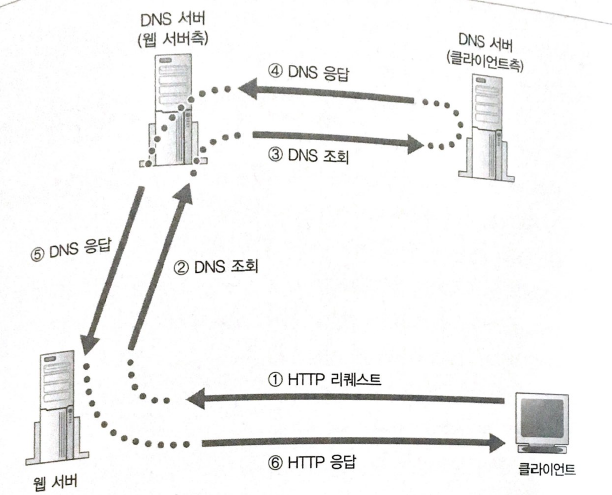 DNS 서버
(웹 서버측)
DNS 서버
(클라이언트측)
④ DNS 응답
③ DNS 조회
⑤ DNS 응답
② DNS 조회
① HTTP 리퀘스트
⑥ HTTP 응답
웹 서버
클라이언트